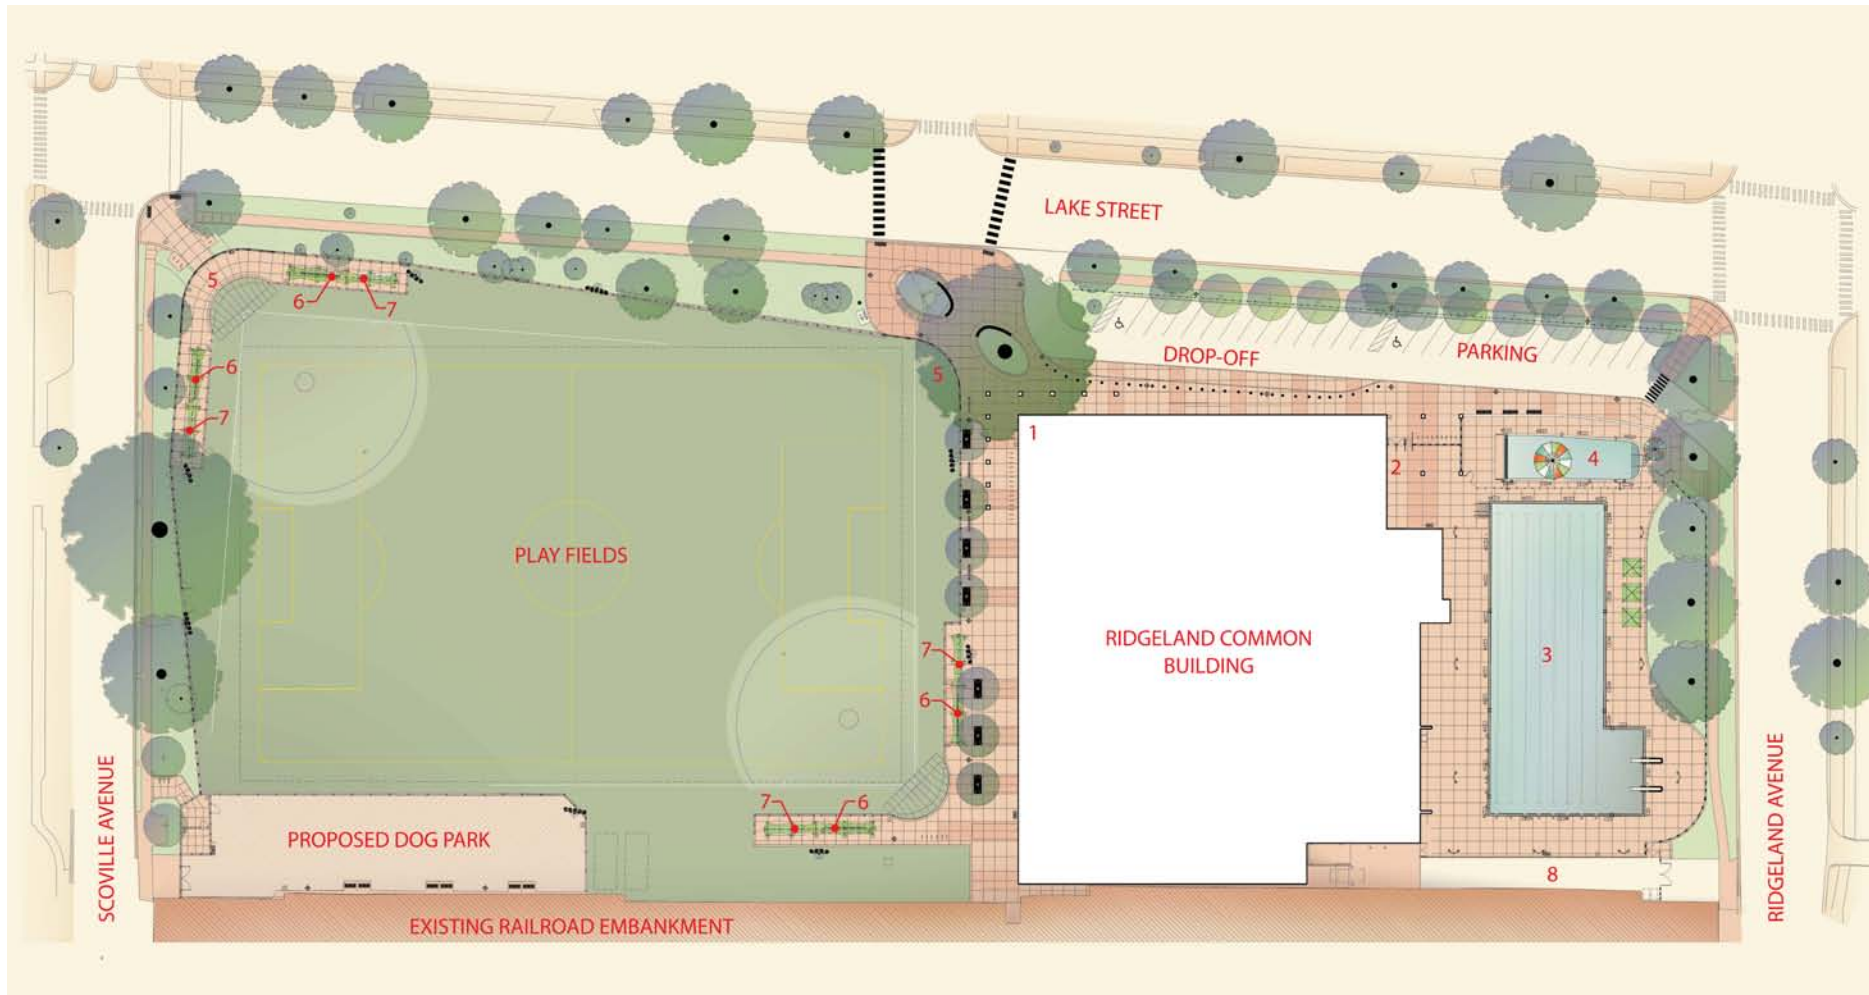 LAKE STREET
5
6
7
DROP-OFF
PARKING
6
5
7
1
2
4
PLAY FIELDS
7
RIDGELAND COMMON
BUILDING
3
6
SCOVILLE AVENUE
RIDGELAND AVENUE
7
6
PROPOSED DOG PARK
8
EXISTING RAILROAD EMBANKMENT